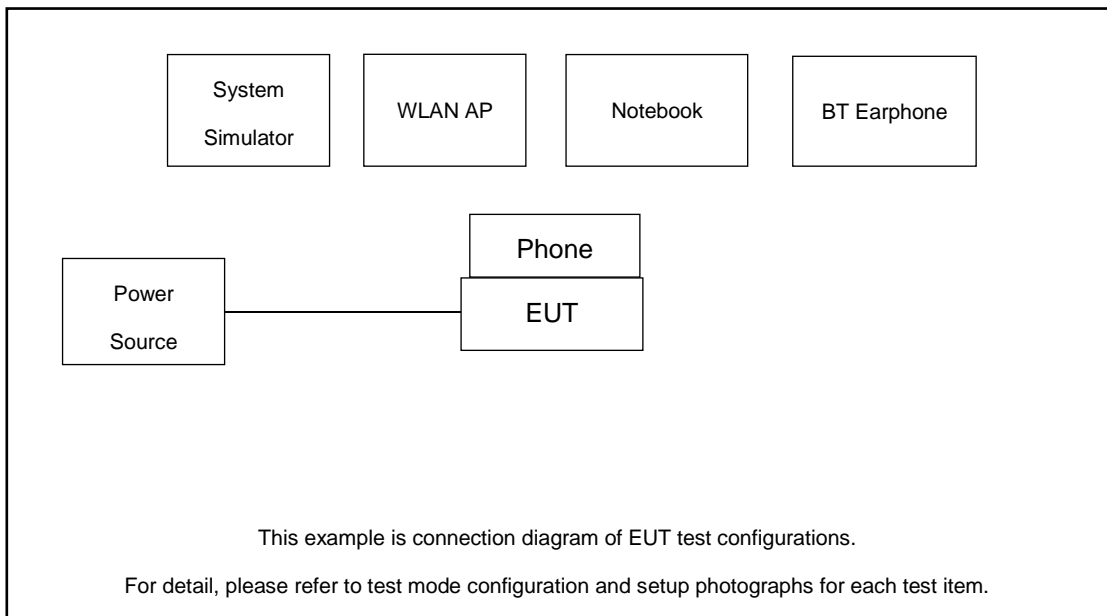 System
Simulator
WLAN AP
Notebook
BT Earphone
Phone
EUT
Power
Source
This example is connection diagram of EUT test configurations.
For detail, please refer to test mode configuration and setup photographs for each test item.